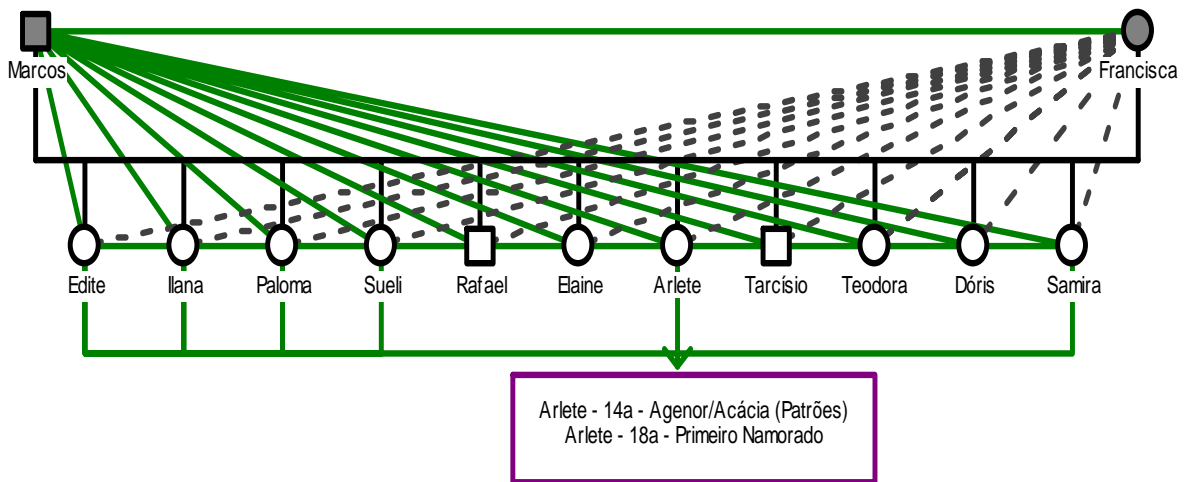 Marcos
Francisca
Edite
Ilana
Paloma
Sueli
Rafael
Elaine
Arlete
Tarcísio
Teodora
Dóris
Samira
Arlete - 14a - Agenor/Acácia (Patrões)
Arlete - 18a - Primeiro Namorado